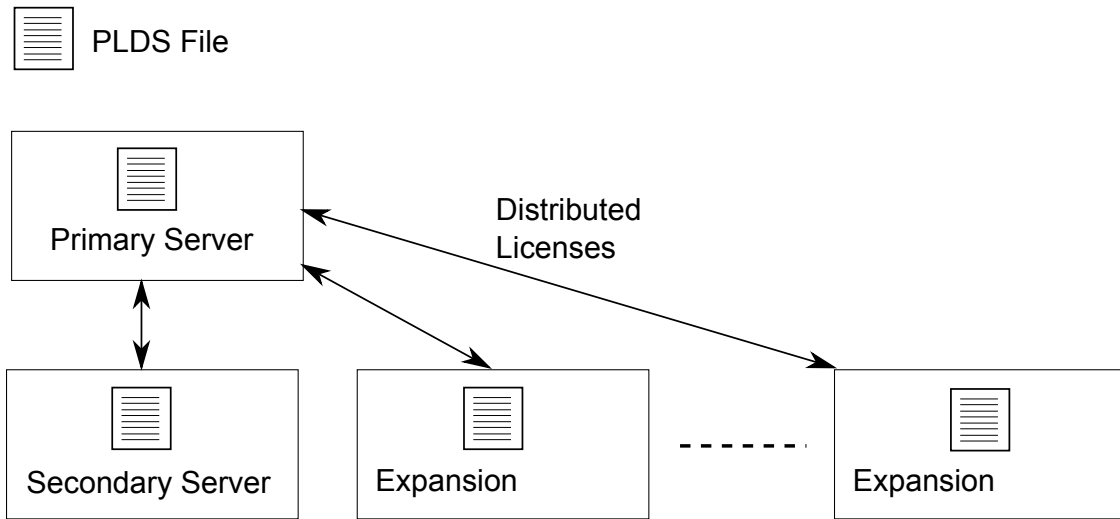 PLDS File
Primary Server
Distributed
Licenses
Secondary Server
Expansion
Expansion